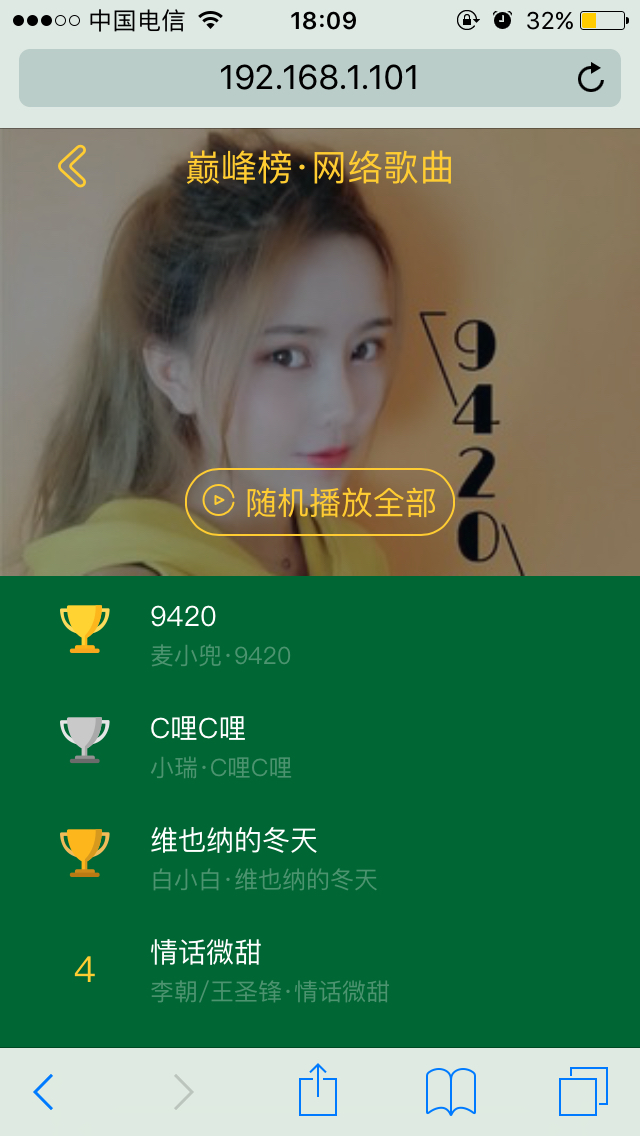 中国电信 18:09 32%
192.168.1.101
巅峰榜·网络歌曲
9420
随机播放全部
9420
麦小兜·9420
C哩C哩
小瑞·C哩C哩
维也纳的冬天
白小白·维也纳的冬天
4
情话微甜
李朝/王圣锋·情话微甜